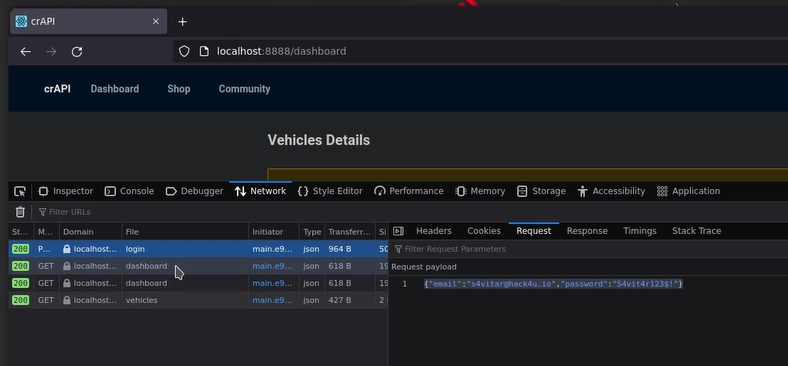 crAPI
localhost:8888/dashboard
crAPI Dashboard Shop Community
Vehicles Details
Inspector Console Debugger Network Style Editor Performance Memory Storage Accessibility Application
Filter URLs
St... M... Domain File Initiator Type Transferr... Si
200 P... localhost... login main.e9... json 964 B 50
200 GET localhost... dashboard main.e9... json 618 B 19
200 GET localhost... dashboard main.e9... json 618 B 19
200 GET localhost... vehicles main.e9... json 427 B 2
Headers Cookies Request Response Timings Stack Trace
Filter Request Parameters
Request payload
1 {"email":"s4vitar@hack4u.io","password":"S4vit4r123$!"}